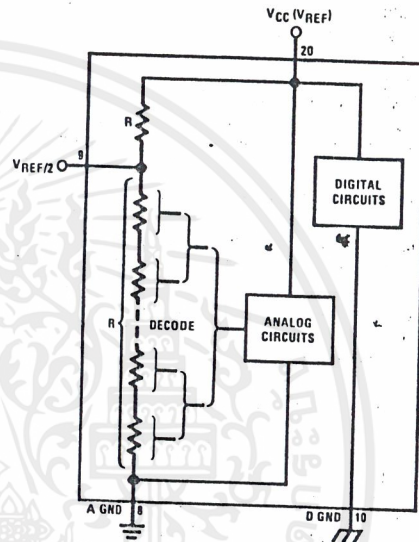 VCC (VREF)
20
R
9
VREF/2
DIGITAL
CIRCUITS
R
DECODE
ANALOG
CIRCUITS
A GND
8
D GND
10